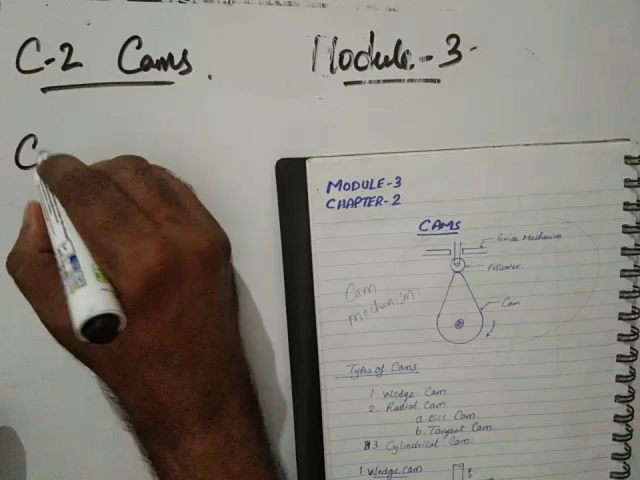 C-2 Cams. Module-3.
C
MODULE-3
CHAPTER-2
CAMS
Guide Mechanism
Follower
Cam
mechanism
Cam
Types of Cams
1 Wedge Cam
2. Radial Cam
a. Disc Cam
b. Tangent Cam
3 Cylindrical Cam
1. Wedge cam